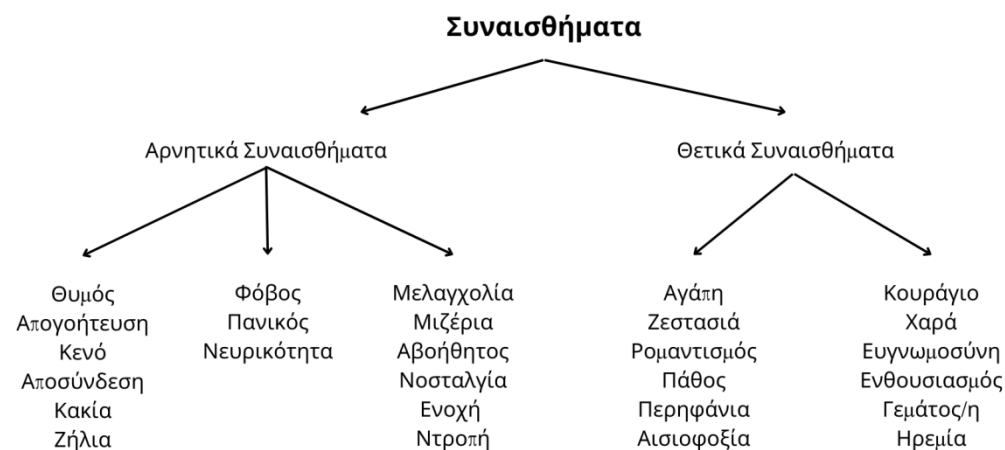 Συναισθήματα
Αρνητικά Συναισθήματα
Θετικά Συναισθήματα
Θυμός
Απογοήτευση
Κενό
Αποσύνδεση
Κακία
Ζήλια
Φόβος
Πανικός
Νευρικότητα
Μελαγχολία
Μιζέρια
Αβοήθητος
Νοσταλγία
Ενοχή
Ντροπή
Αγάπη
Ζεστασιά
Ρομαντισμός
Πάθος
Περηφάνια
Αισιοφοξία
Κουράγιο
Χαρά
Ευγνωμοσύνη
Ενθουσιασμός
Γεμάτος/η
Ηρεμία